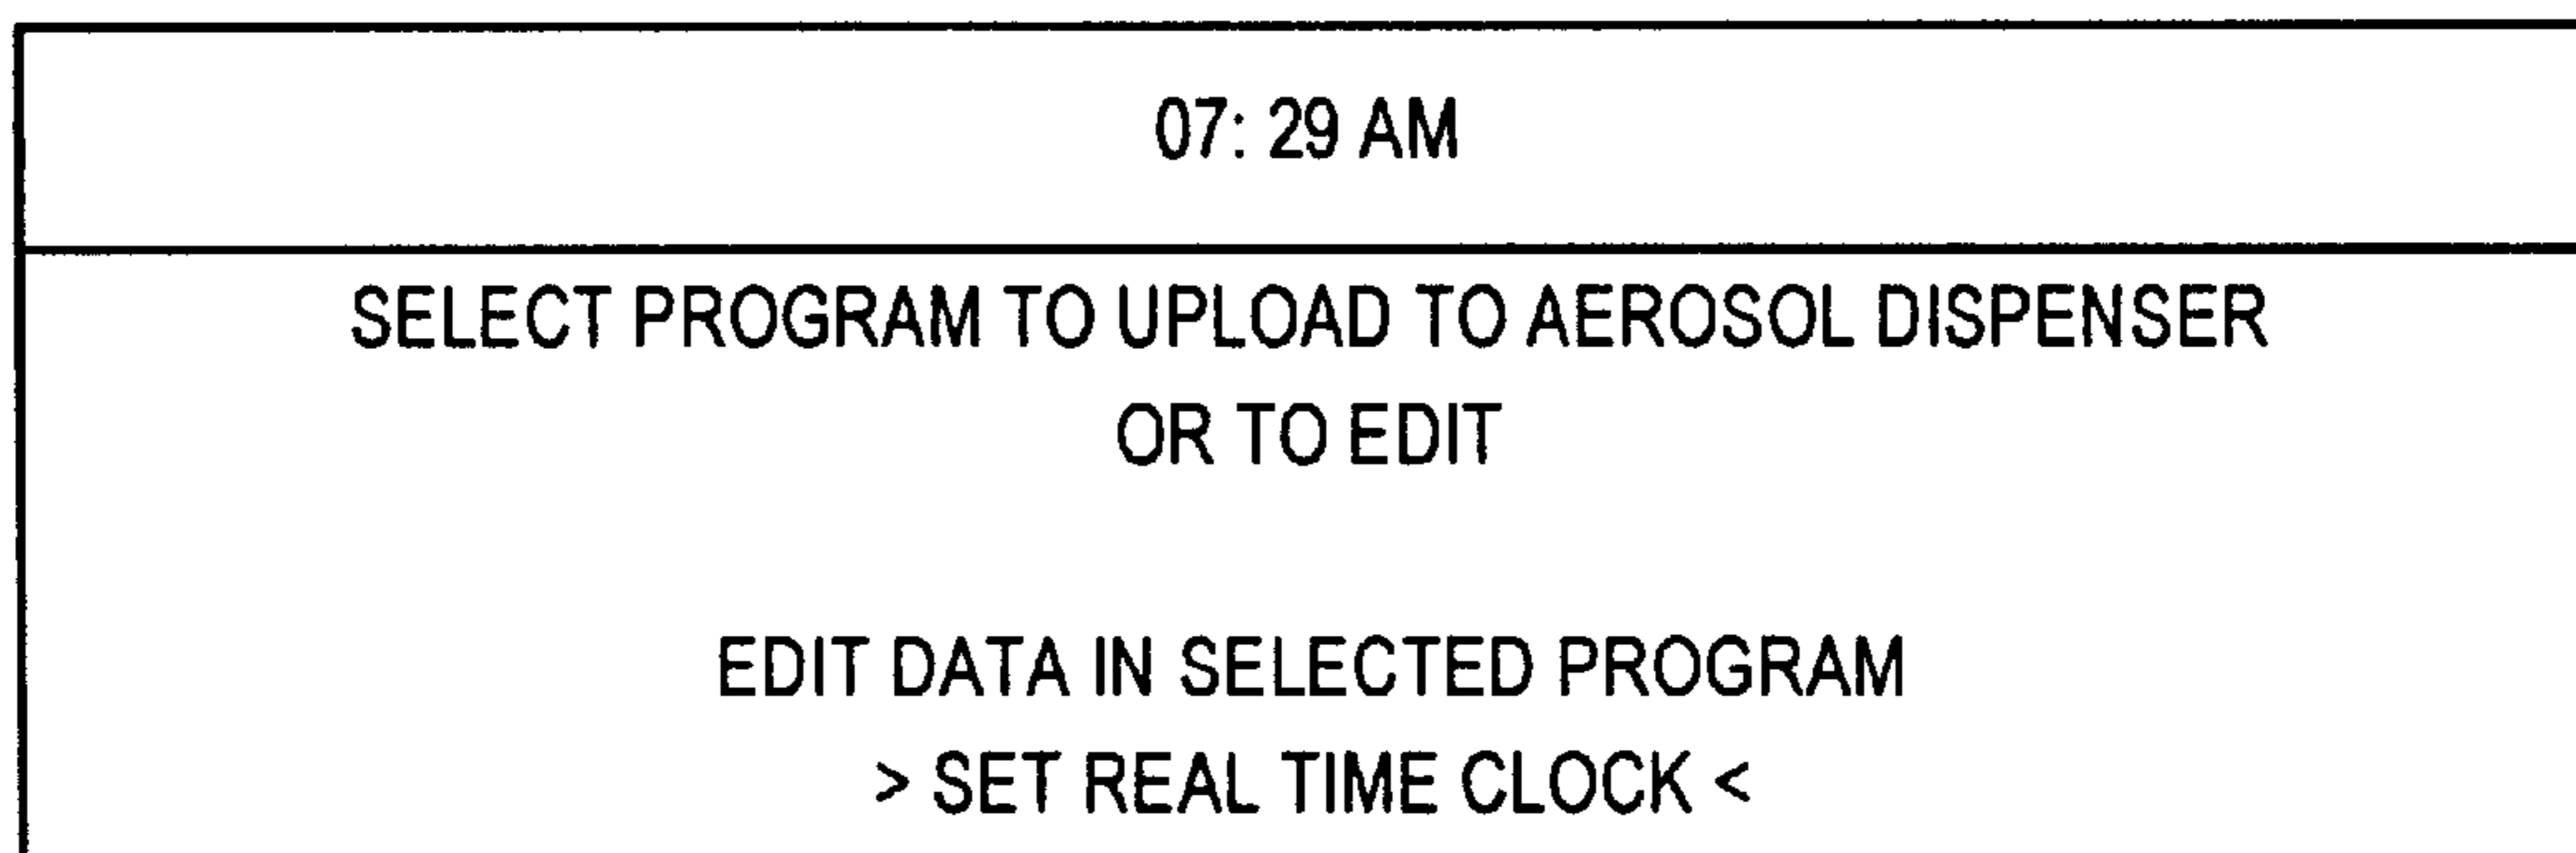 07: 29 AM
SELECT PROGRAM TO UPLOAD TO AEROSOL DISPENSER
OR TO EDIT
EDIT DATA IN SELECTED PROGRAM
> SET REAL TIME CLOCK <